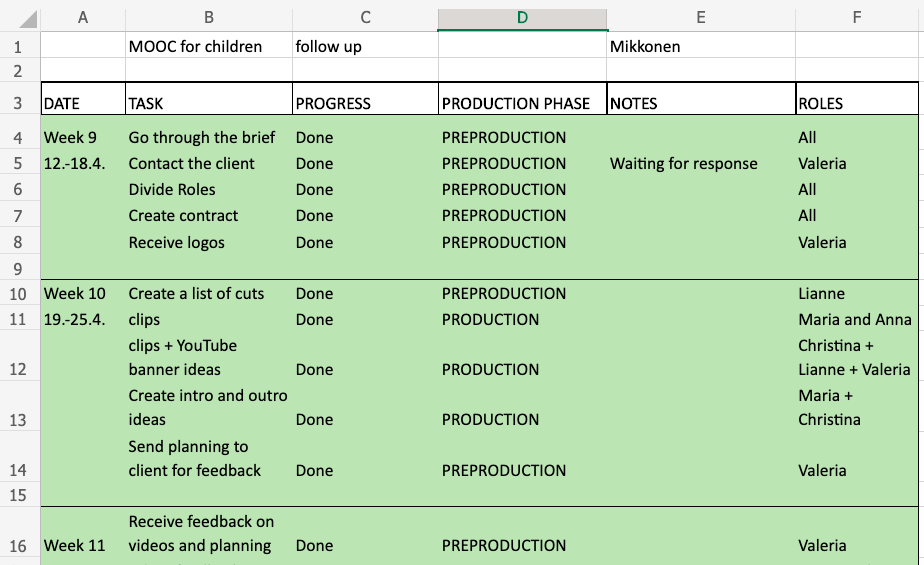 A B C D E F
1 MOOC for children follow up Mikkonen
2
3 DATE TASK PROGRESS PRODUCTION PHASE NOTES ROLES
4 Week 9 Go through the brief Done PREPRODUCTION All
5 12.-18.4. Contact the client Done PREPRODUCTION Waiting for response Valeria
6 Divide Roles Done PREPRODUCTION All
7 Create contract Done PREPRODUCTION All
8 Receive logos Done PREPRODUCTION Valeria
9
10 Week 10 Create a list of cuts Done PREPRODUCTION Lianne
11 19.-25.4. clips Done PRODUCTION Maria and Anna
clips + YouTube Christina +
12 banner ideas Done PRODUCTION Lianne + Valeria
Create intro and outro Maria +
13 ideas Done PRODUCTION Christina
Send planning to
14 client for feedback Done PREPRODUCTION Valeria
15
Receive feedback on
16 Week 11 videos and planning Done PREPRODUCTION Valeria